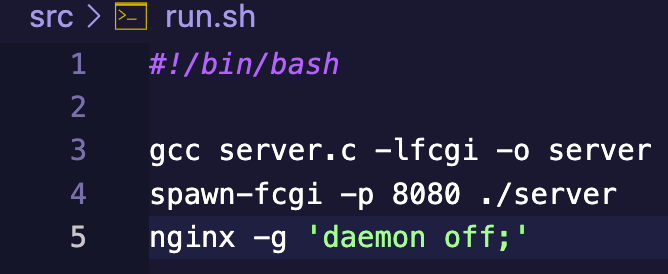 src > run.sh
1 #!/bin/bash
2
3 gcc server.c -lfcgi -o server
4 spawn-fcgi -p 8080 ./server
5 nginx -g 'daemon off;'